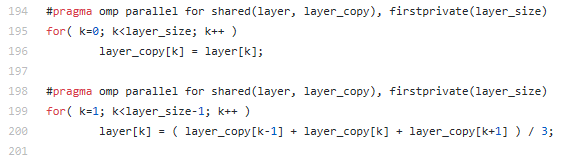 194 #pragma omp parallel for shared(layer, layer_copy), firstprivate(layer_size)
195 for( k=0; k<layer_size; k++ )
196 layer_copy[k] = layer[k];
197
198 #pragma omp parallel for shared(layer, layer_copy), firstprivate(layer_size)
199 for( k=1; k<layer_size-1; k++ )
200 layer[k] = ( layer_copy[k-1] + layer_copy[k] + layer_copy[k+1] ) / 3;
201